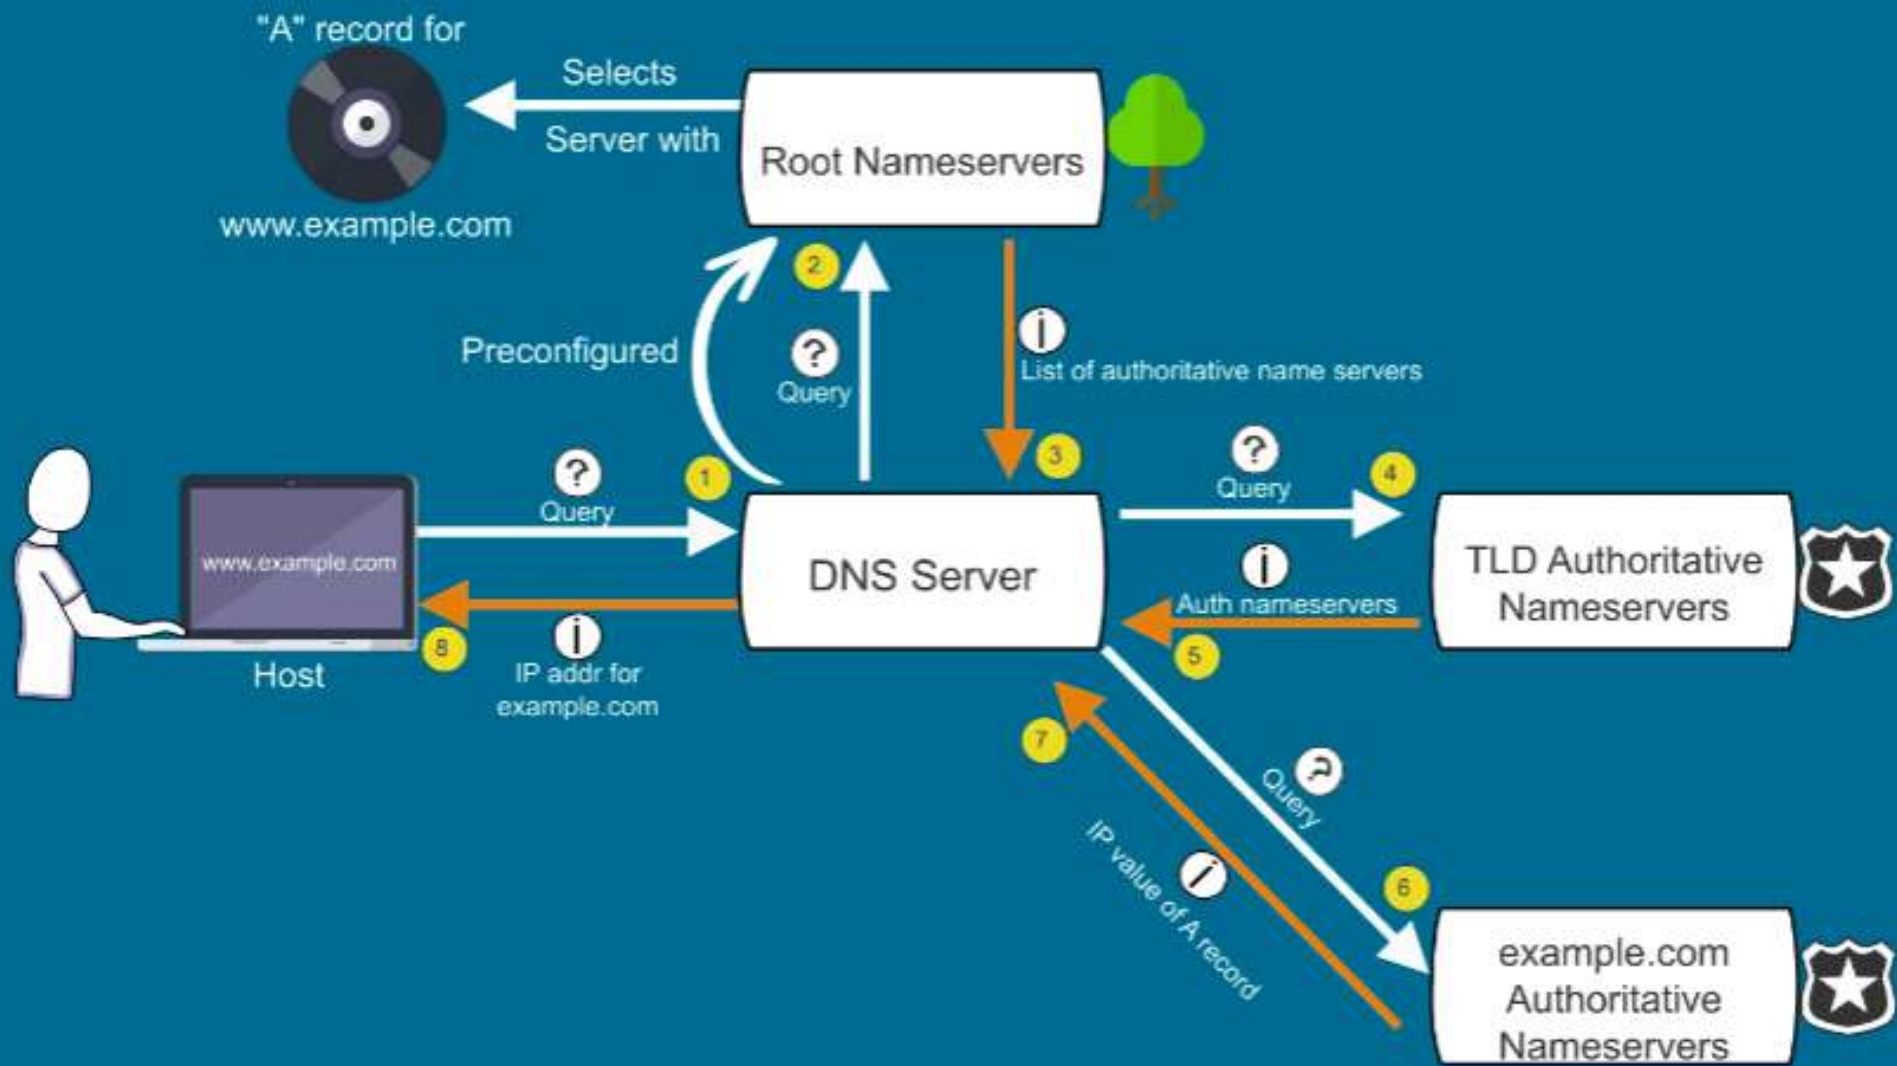 "A" record for
www.example.com
Selects
Server with
Root Nameservers
2
?
Query
Preconfigured
i
List of authoritative name servers
3
www.example.com
Host
?
Query
1
DNS Server
8
i
IP addr for
example.com
?
Query
4
i
Auth nameservers
5
TLD Authoritative
Nameservers
7
?
Query
6
i
IP value of A record
example.com
Authoritative
Nameservers